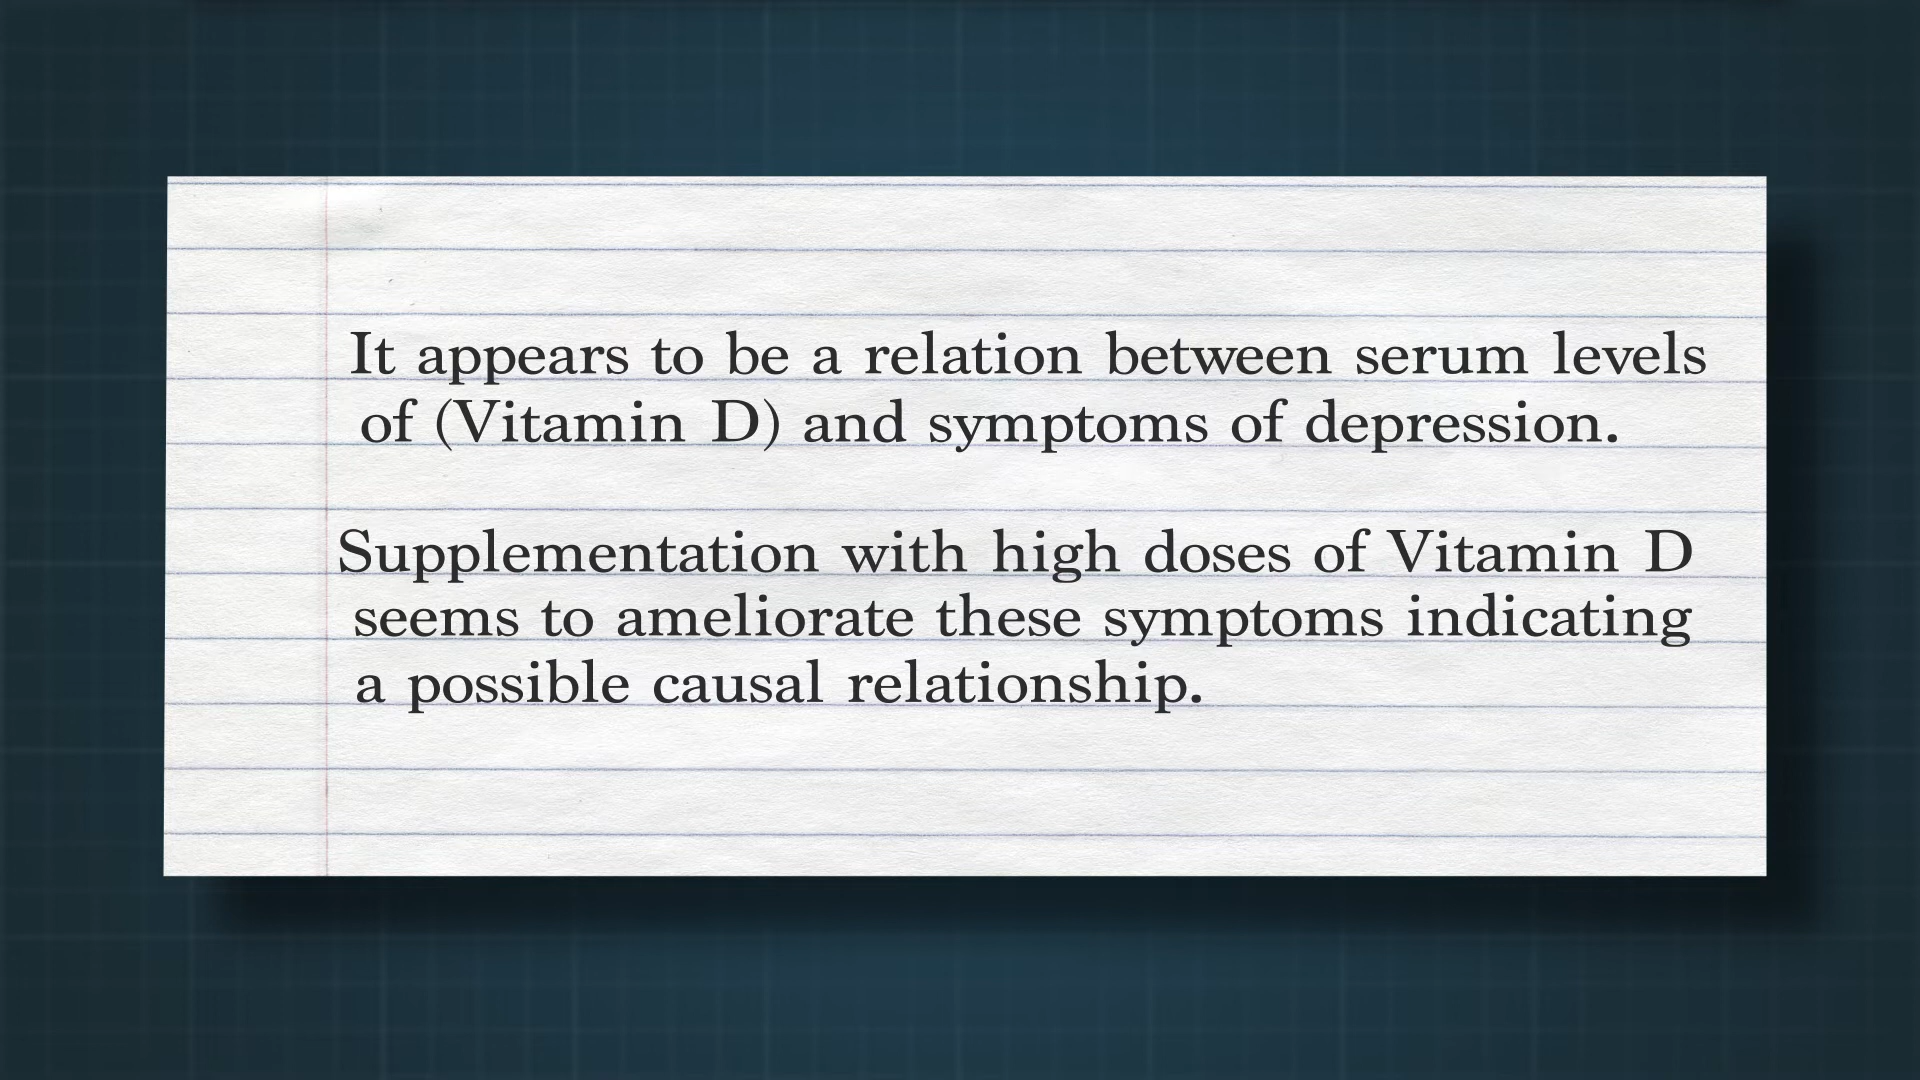 It appears to be a relation between serum levels
of (Vitamin D) and symptoms of depression.
Supplementation with high doses of Vitamin D
seems to ameliorate these symptoms indicating
a possible causal relationship.